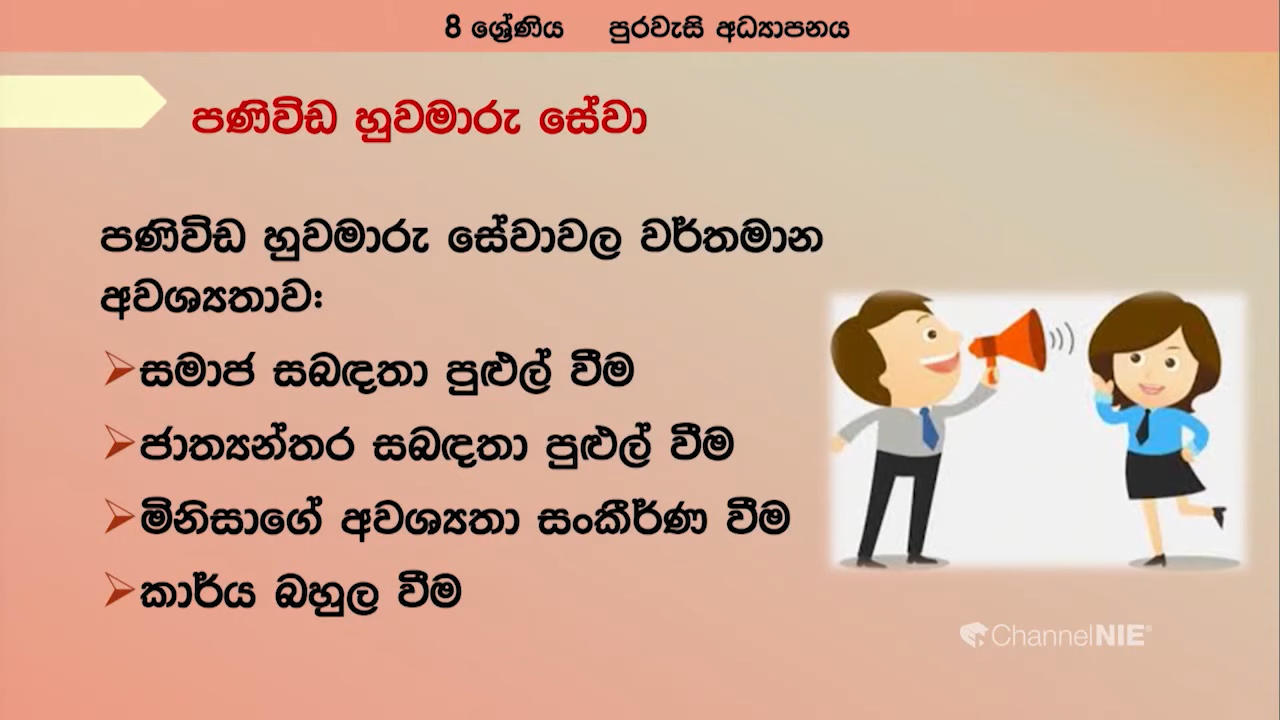 8 ශ්‍රේණිය පුරවැසි අධ්‍යාපනය
පණිවිඩ හුවමාරු සේවා
පණිවිඩ හුවමාරු සේවාවල වර්තමාන
අවශ්‍යතාව:
සමාජ සබඳතා පුළුල් වීම
ජාත්‍යන්තර සබඳතා පුළුල් වීම
මිනිසාගේ අවශ්‍යතා සංකීර්ණ වීම
කාර්ය බහුල වීම
ChannelNIE